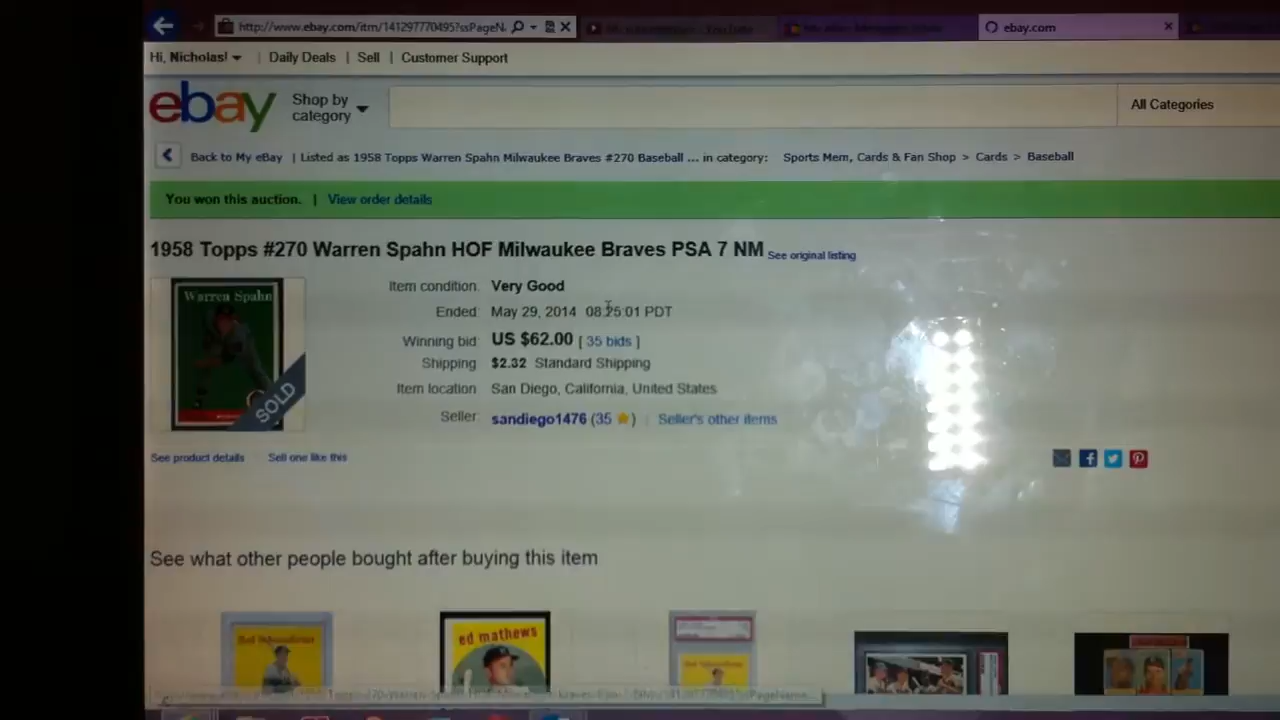 http://www.ebay.com/itm/141297770495?ssPageN
ebay.com
Hi, Nicholas! | Daily Deals | Sell | Customer Support
ebay Shop by category All Categories
Back to My eBay | Listed as 1958 Topps Warren Spahn Milwaukee Braves #270 Baseball ... in category: Sports Mem, Cards & Fan Shop > Cards > Baseball
You won this auction. | View order details
1958 Topps #270 Warren Spahn HOF Milwaukee Braves PSA 7 NM See original listing
Warren Spahn
SOLD
Item condition: Very Good
Ended: May 29, 2014 08:25:01 PDT
Winning bid: US $62.00 [ 35 bids ]
Shipping: $2.32 Standard Shipping
Item location: San Diego, California, United States
Seller: sandiego1476 (35 ) | Seller's other items
See product details Sell one like this
See what other people bought after buying this item
ed mathews